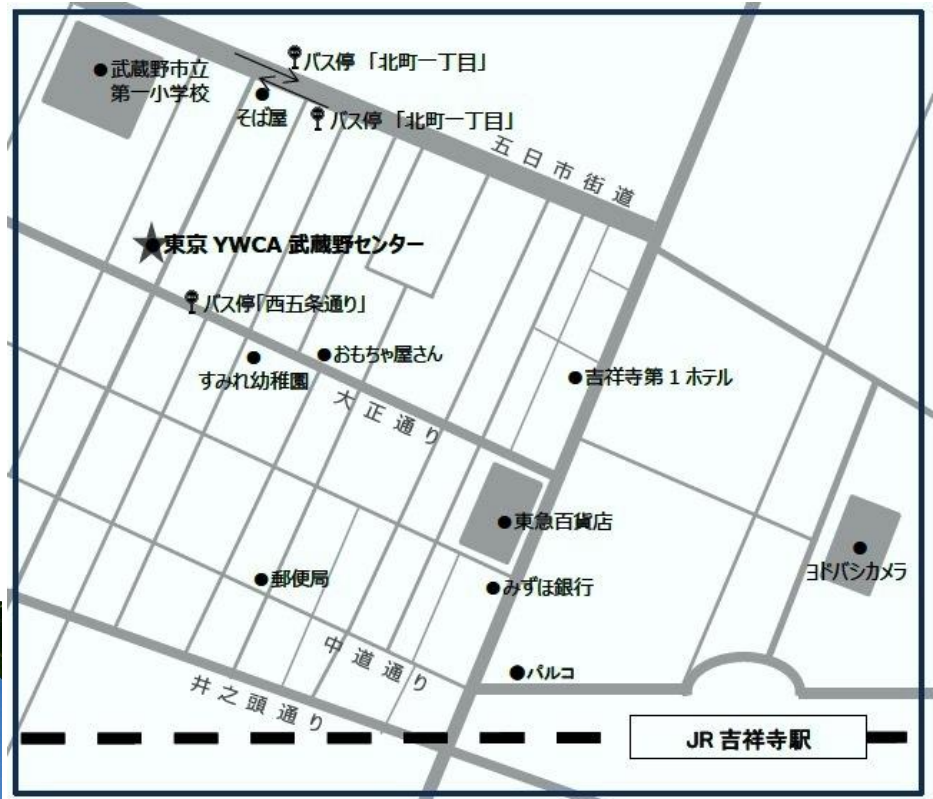 バス停「北町一丁目」
武蔵野市立
第一小学校
そば屋
バス停「北町一丁目」
五日市街道
東京 YWCA 武蔵野センター
バス停「西五条通り」
おもちゃ屋さん
すみれ幼稚園
吉祥寺第 1 ホテル
大正通り
東急百貨店
ヨドバシカメラ
郵便局
みずほ銀行
中道通り
パルコ
井之頭通り
JR 吉祥寺駅